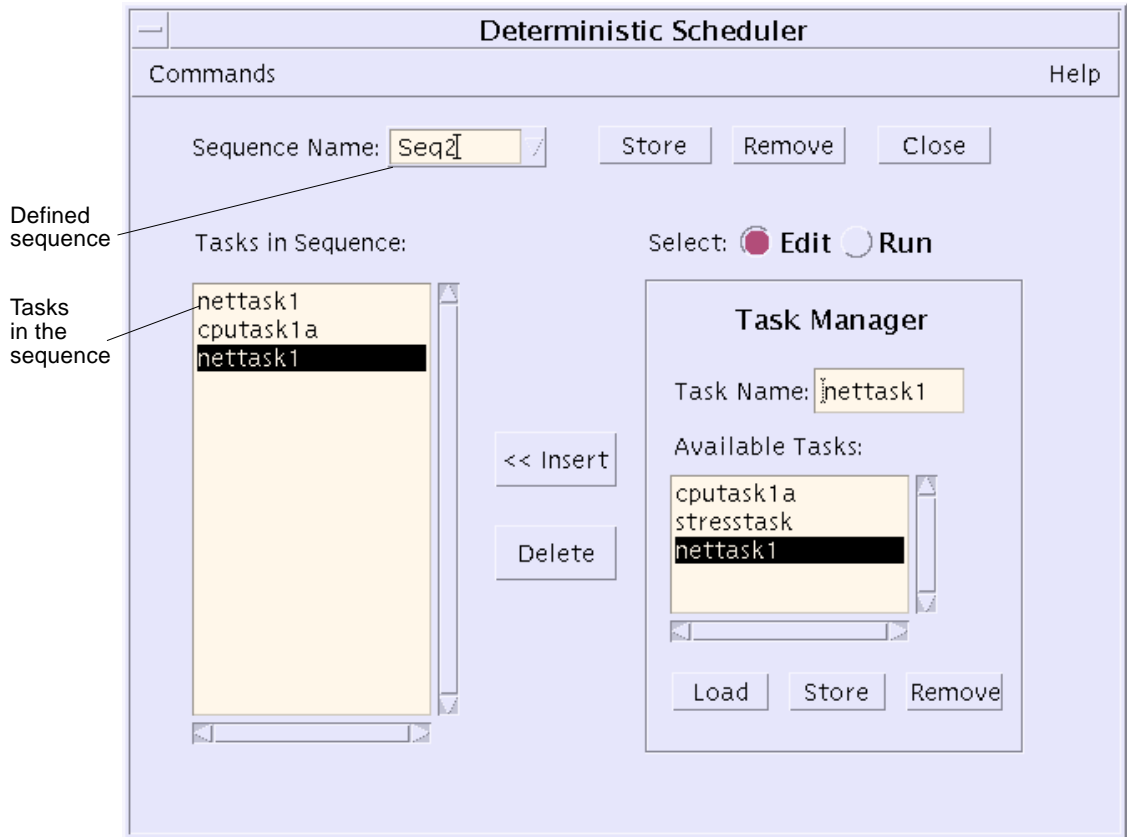 Deterministic Scheduler
Commands Help
Sequence Name: Seq2 Store Remove Close
Defined
sequence
Tasks in Sequence: Select: Edit Run
Tasks
in the
sequence
nettask1
cputask1a
nettask1
<< Insert
Delete
Task Manager
Task Name: nettask1
Available Tasks:
cputask1a
stresstask
nettask1
Load Store Remove